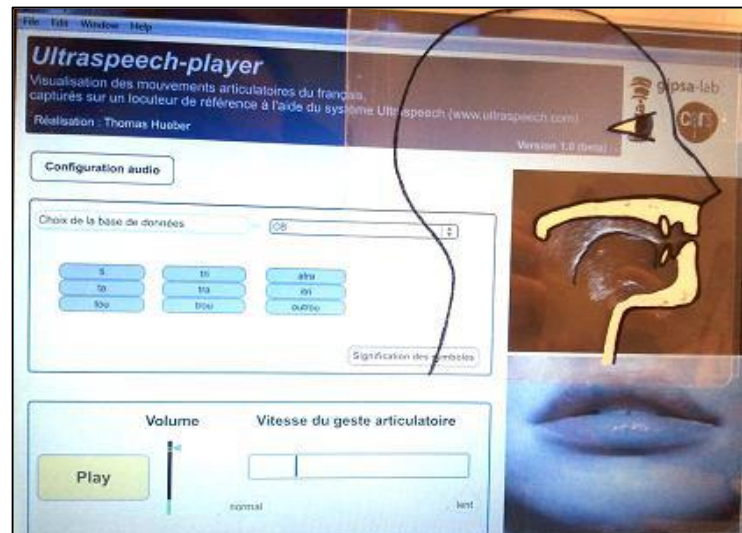 File Edit Window Help
Ultraspeech-player
Visualisation des mouvements articulatoires du français,
capturés sur un locuteur de référence à l'aide du système Ultraspeech (www.ultraspeech.com)
Réalisation : Thomas Hueber
Version 1.0 (beta)
gipsa-lab
Configuration audio
Choix de la base de données
ti tri
ta tra
tou trou outrou
Signification des symboles
Volume Vitesse du geste articulatoire
Play
normal lent